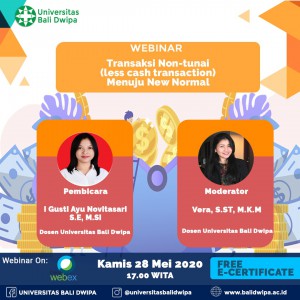 Universitas
Bali Dwipa
WEBINAR
Transaksi Non-tunai
(less cash transaction)
Menuju New Normal
Pembicara
I Gusti Ayu Novitasari
S.E, M.Si
Dosen Universitas Bali Dwipa
Moderator
Vera, S.ST, M.K.M
Dosen Universitas Bali Dwipa
Webinar On:
webex
Kamis 28 Mei 2020
17.00 WITA
FREE
E-CERTIFICATE
UNIVERSITAS BALI DWIPA
@universitasbalidwipa
www.balidwipa.ac.id